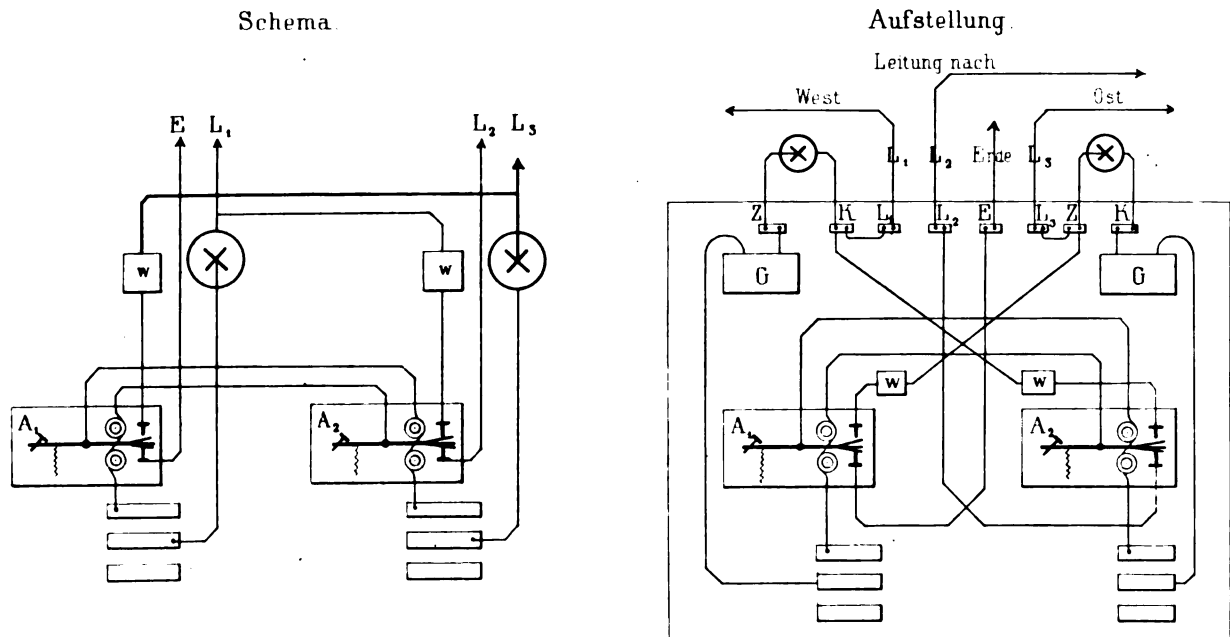 Schema.
E L₁ L₂ L₃
w w
A₁ A₂
Aufstellung.
Leitung nach
West Ost
L₁ L₂ Erde L₃
Z K L₁ L₂ E L₃ Z K
G G
w w
A₁ A₂